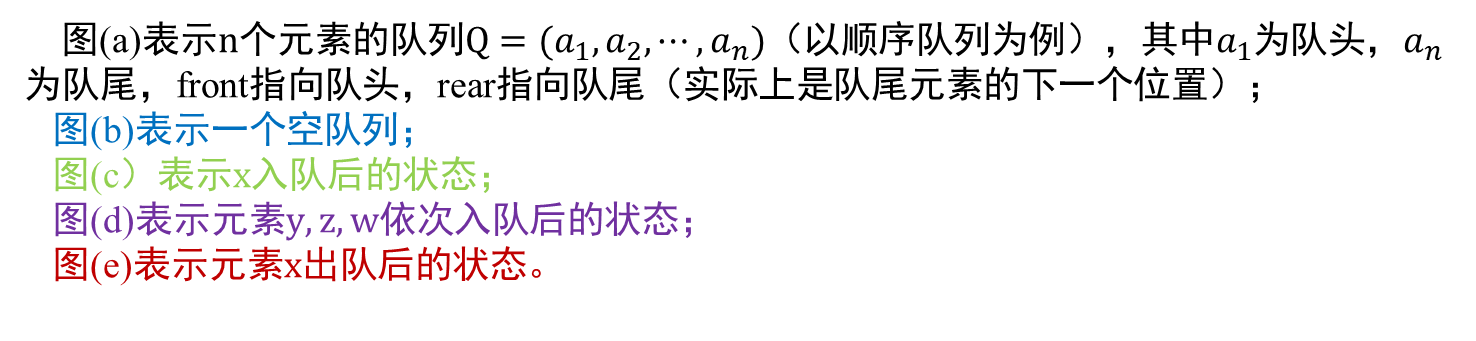 图(a)表示n个元素的队列Q = (a₁, a₂, ⋯, aₙ)（以顺序队列为例），其中a₁为队头，aₙ
为队尾，front指向队头，rear指向队尾（实际上是队尾元素的下一个位置）；
图(b)表示一个空队列；
图(c）表示x入队后的状态；
图(d)表示元素y, z, w依次入队后的状态；
图(e)表示元素x出队后的状态。